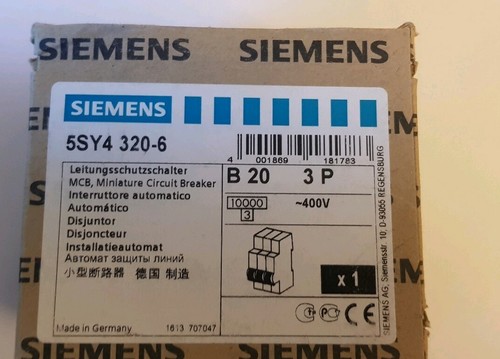 SIEMENS SIEMENS
SIEMENS
5SY4 320-6
4 001869 181783
Leitungsschutzschalter
MCB, Miniature Circuit Breaker
Interruttore automatico
Automático
Disjuntor
Disjoncteur
Installatieautomat
Автомат защиты линий
小型断路器 德国 制造
B 20 3 P
10000
3
~400V
x 1
Made in Germany 1613 707047
CE
SIEMENS AG, Siemensstr. 10, D-93055 REGENSBURG
SIEMENS SIEMENS